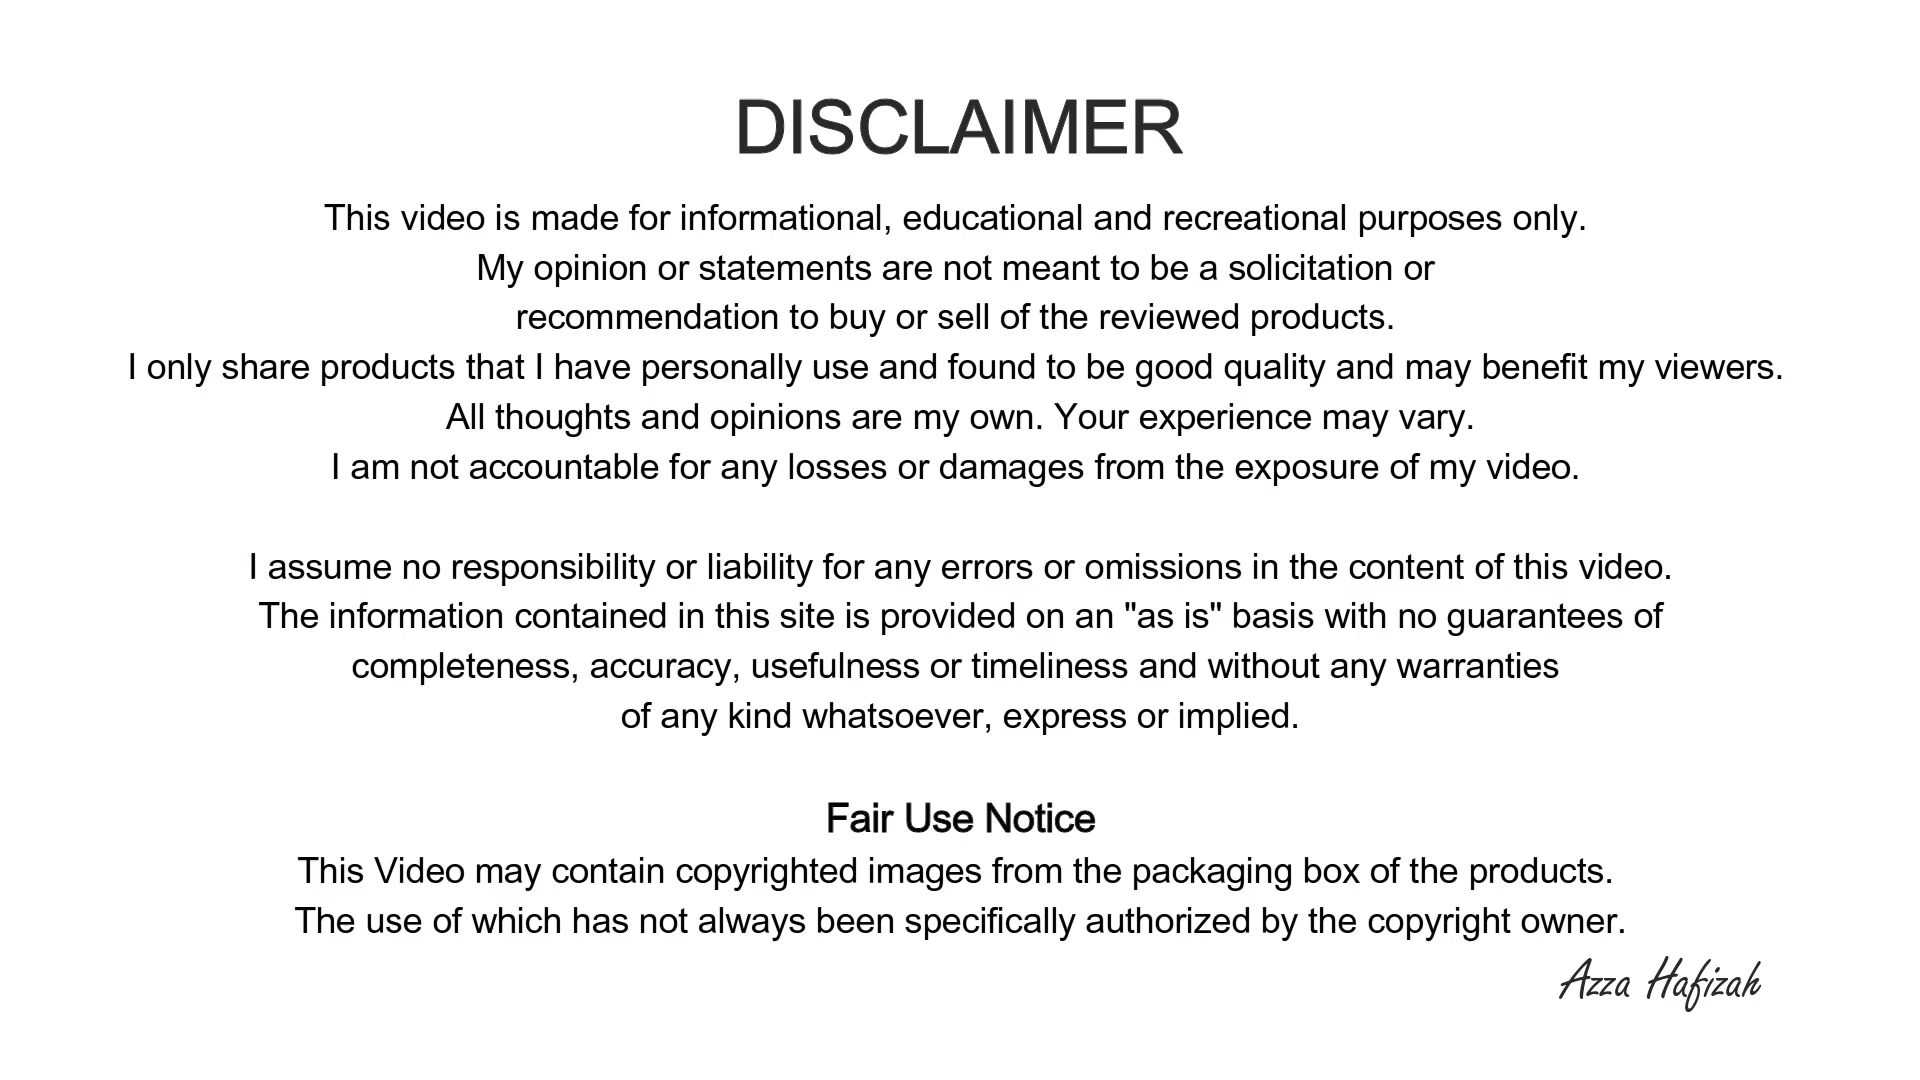 DISCLAIMER
This video is made for informational, educational and recreational purposes only.
My opinion or statements are not meant to be a solicitation or
recommendation to buy or sell of the reviewed products.
I only share products that I have personally use and found to be good quality and may benefit my viewers.
All thoughts and opinions are my own. Your experience may vary.
I am not accountable for any losses or damages from the exposure of my video.
I assume no responsibility or liability for any errors or omissions in the content of this video.
The information contained in this site is provided on an "as is" basis with no guarantees of
completeness, accuracy, usefulness or timeliness and without any warranties
of any kind whatsoever, express or implied.
Fair Use Notice
This Video may contain copyrighted images from the packaging box of the products.
The use of which has not always been specifically authorized by the copyright owner.
Azza Hafizah